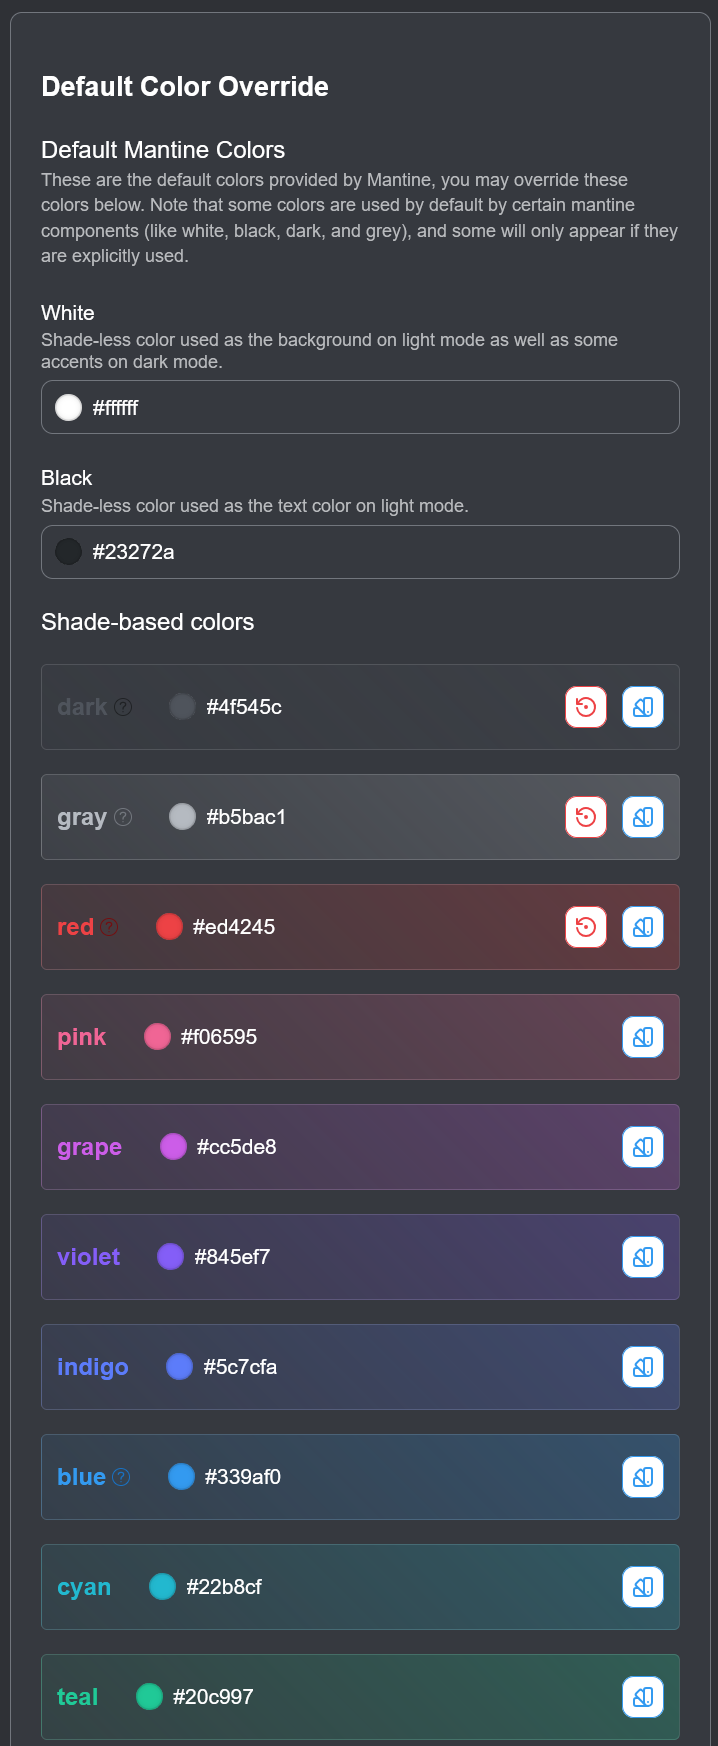 Default Color Override
Default Mantine Colors
These are the default colors provided by Mantine, you may override these
colors below. Note that some colors are used by default by certain mantine
components (like white, black, dark, and grey), and some will only appear if they
are explicitly used.
White
Shade-less color used as the background on light mode as well as some
accents on dark mode.
#ffffff
Black
Shade-less color used as the text color on light mode.
#23272a
Shade-based colors
dark ? #4f545c
gray ? #b5bac1
red ? #ed4245
pink #f06595
grape #cc5de8
violet #845ef7
indigo #5c7cfa
blue ? #339af0
cyan #22b8cf
teal #20c997